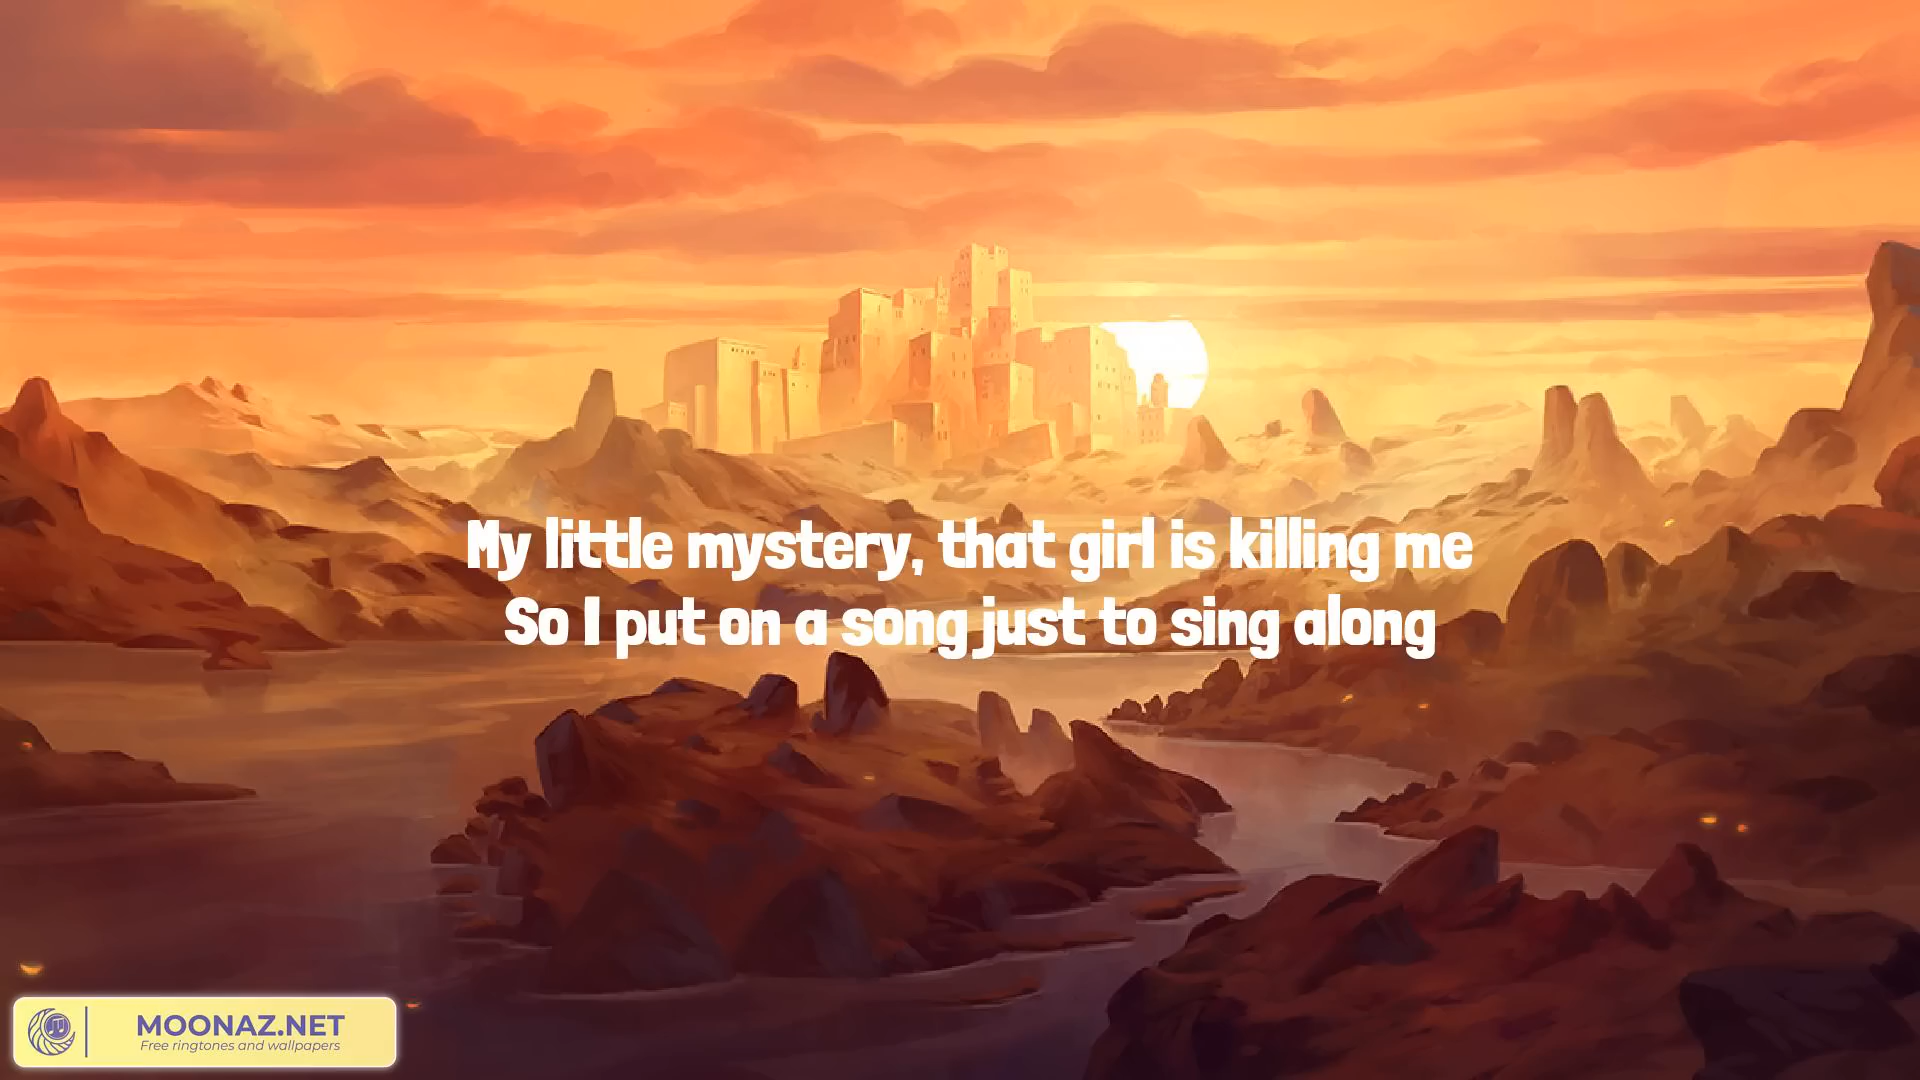 My little mystery, that girl is killing me
So I put on a song just to sing along
MOONAZ.NET
Free ringtones and wallpapers